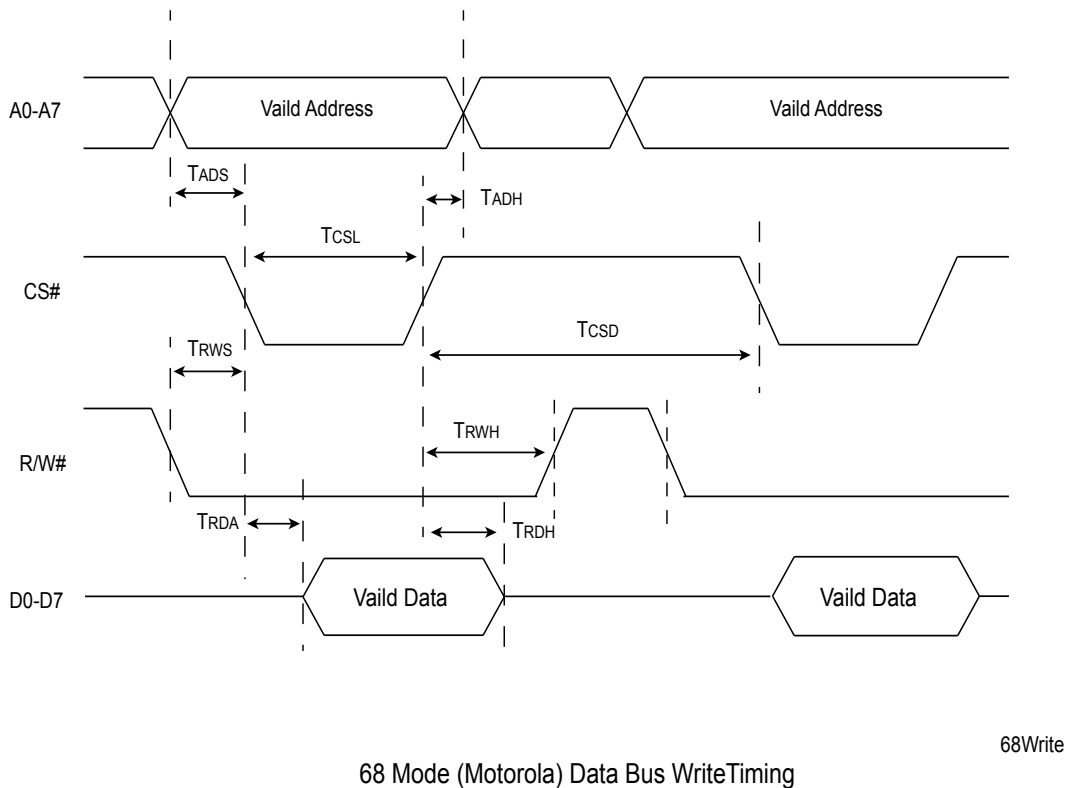 A0-A7
Vaild Address
Vaild Address
TADS
TADH
TCSL
CS#
TCSD
TRWS
TRWH
R/W#
TRDA
TRDH
D0-D7
Vaild Data
Vaild Data
68Write
68 Mode (Motorola) Data Bus WriteTiming